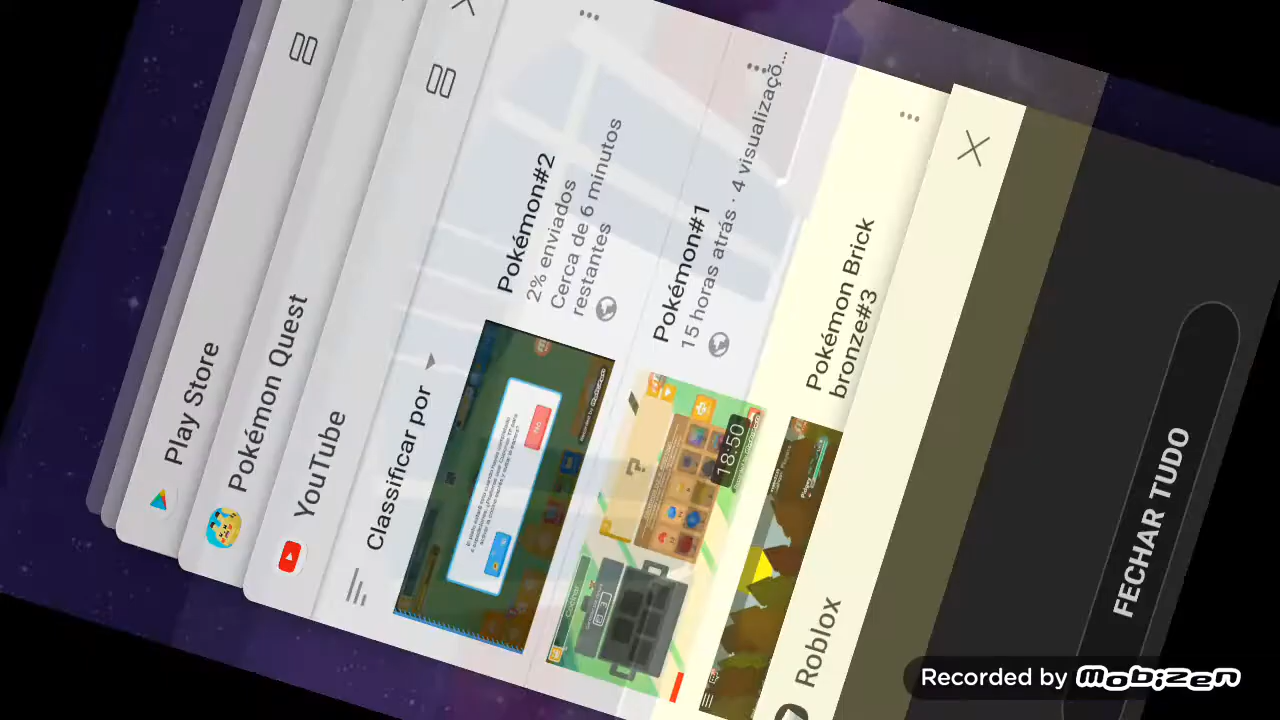 Play Store
Pokémon Quest
YouTube
Classificar por
Pokémon#2
2% enviados
Cerca de 6 minutos
restantes
Pokémon#1
15 horas atrás · 4 visualizaçõ...
18:50
Pokémon Brick
bronze#3
Roblox
FECHAR TUDO
Recorded by mobizen